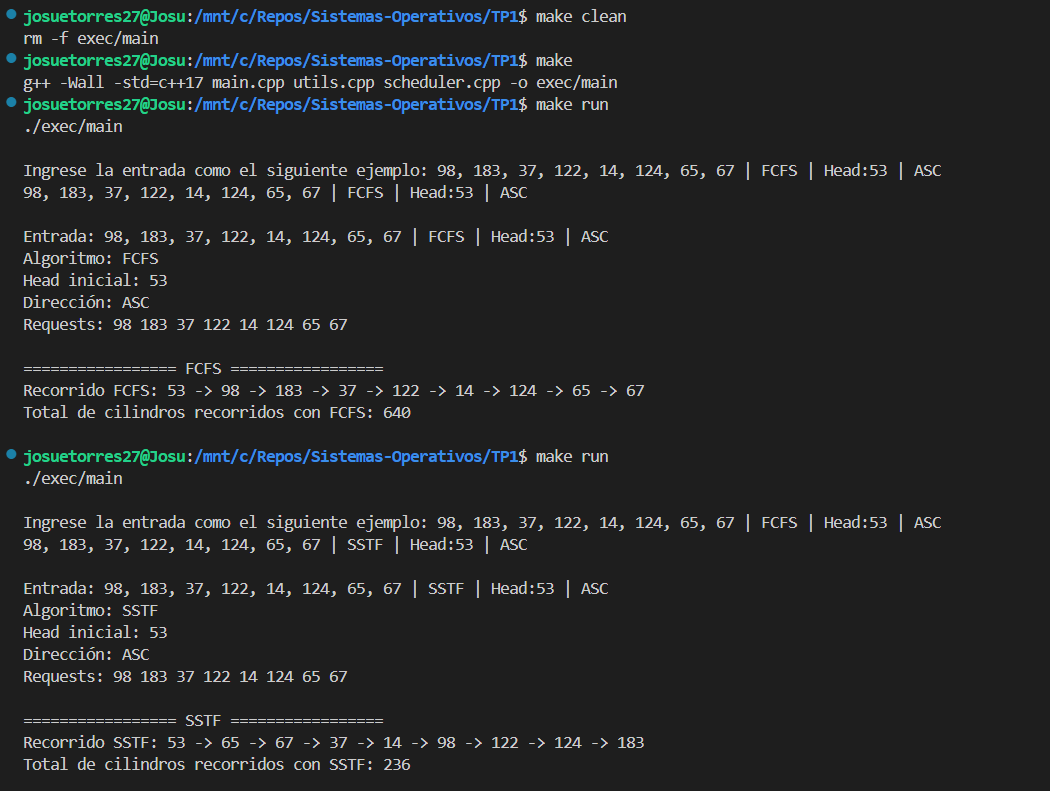 josuetorres27@Josu:/mnt/c/Repos/Sistemas-Operativos/TP1$ make clean
rm -f exec/main
josuetorres27@Josu:/mnt/c/Repos/Sistemas-Operativos/TP1$ make
g++ -Wall -std=c++17 main.cpp utils.cpp scheduler.cpp -o exec/main
josuetorres27@Josu:/mnt/c/Repos/Sistemas-Operativos/TP1$ make run
./exec/main
Ingrese la entrada como el siguiente ejemplo: 98, 183, 37, 122, 14, 124, 65, 67 | FCFS | Head:53 | ASC
98, 183, 37, 122, 14, 124, 65, 67 | FCFS | Head:53 | ASC
Entrada: 98, 183, 37, 122, 14, 124, 65, 67 | FCFS | Head:53 | ASC
Algoritmo: FCFS
Head inicial: 53
Dirección: ASC
Requests: 98 183 37 122 14 124 65 67
================= FCFS =================
Recorrido FCFS: 53 -> 98 -> 183 -> 37 -> 122 -> 14 -> 124 -> 65 -> 67
Total de cilindros recorridos con FCFS: 640
josuetorres27@Josu:/mnt/c/Repos/Sistemas-Operativos/TP1$ make run
./exec/main
Ingrese la entrada como el siguiente ejemplo: 98, 183, 37, 122, 14, 124, 65, 67 | FCFS | Head:53 | ASC
98, 183, 37, 122, 14, 124, 65, 67 | SSTF | Head:53 | ASC
Entrada: 98, 183, 37, 122, 14, 124, 65, 67 | SSTF | Head:53 | ASC
Algoritmo: SSTF
Head inicial: 53
Dirección: ASC
Requests: 98 183 37 122 14 124 65 67
================= SSTF =================
Recorrido SSTF: 53 -> 65 -> 67 -> 37 -> 14 -> 98 -> 122 -> 124 -> 183
Total de cilindros recorridos con SSTF: 236